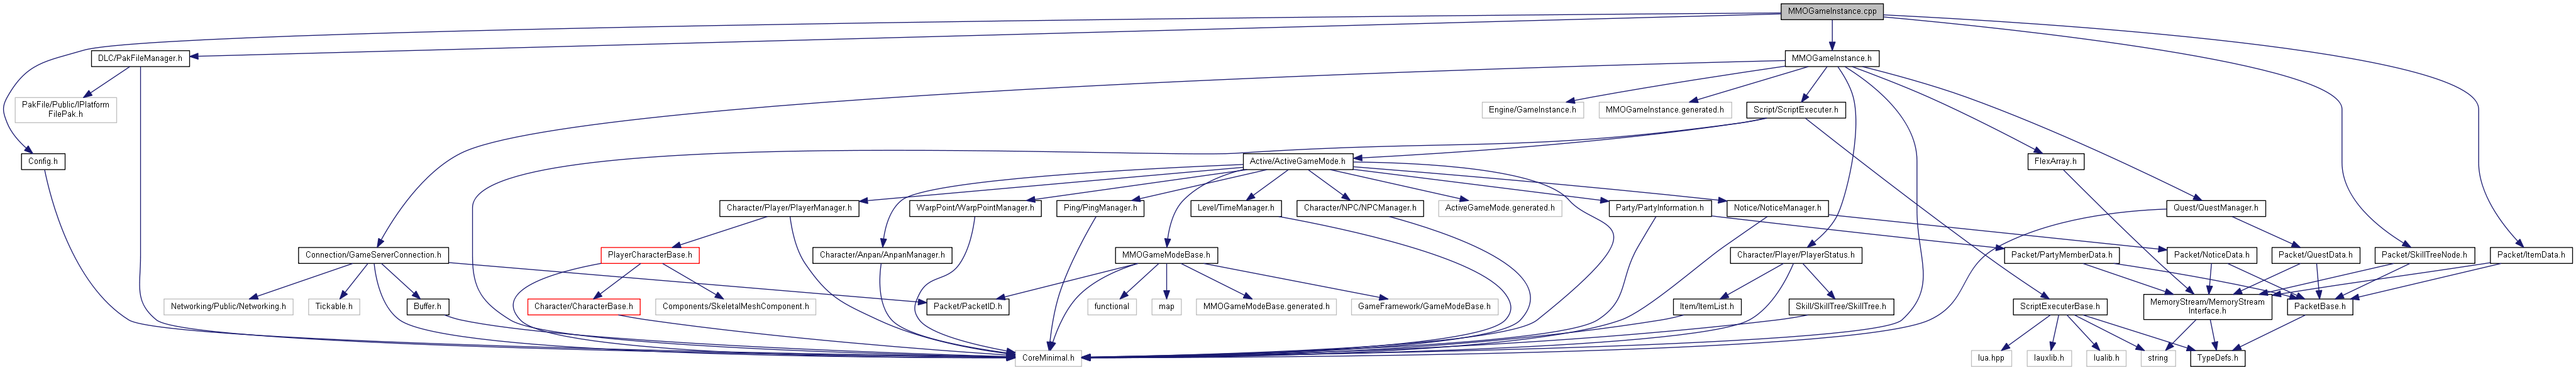 MMOGameInstance.cpp
DLC/PakFileManager.h
MMOGameInstance.h
PakFile/Public/IPlatform
FilePak.h
Engine/GameInstance.h
MMOGameInstance.generated.h
Script/ScriptExecuter.h
Config.h
Active/ActiveGameMode.h
FlexArray.h
Character/Player/PlayerManager.h
WarpPoint/WarpPointManager.h
Ping/PingManager.h
Level/TimeManager.h
Character/NPC/NPCManager.h
ActiveGameMode.generated.h
Party/PartyInformation.h
Notice/NoticeManager.h
Quest/QuestManager.h
Connection/GameServerConnection.h
PlayerCharacterBase.h
Character/Anpan/AnpanManager.h
MMOGameModeBase.h
Character/Player/PlayerStatus.h
Packet/PartyMemberData.h
Packet/NoticeData.h
Packet/QuestData.h
Packet/SkillTreeNode.h
Packet/ItemData.h
Networking/Public/Networking.h
Tickable.h
Buffer.h
Character/CharacterBase.h
Components/SkeletalMeshComponent.h
Packet/PacketID.h
functional
map
MMOGameModeBase.generated.h
GameFramework/GameModeBase.h
Item/ItemList.h
Skill/SkillTree/SkillTree.h
ScriptExecuterBase.h
MemoryStream/MemoryStream
Interface.h
PacketBase.h
CoreMinimal.h
lua.hpp
lauxlib.h
lualib.h
string
TypeDefs.h